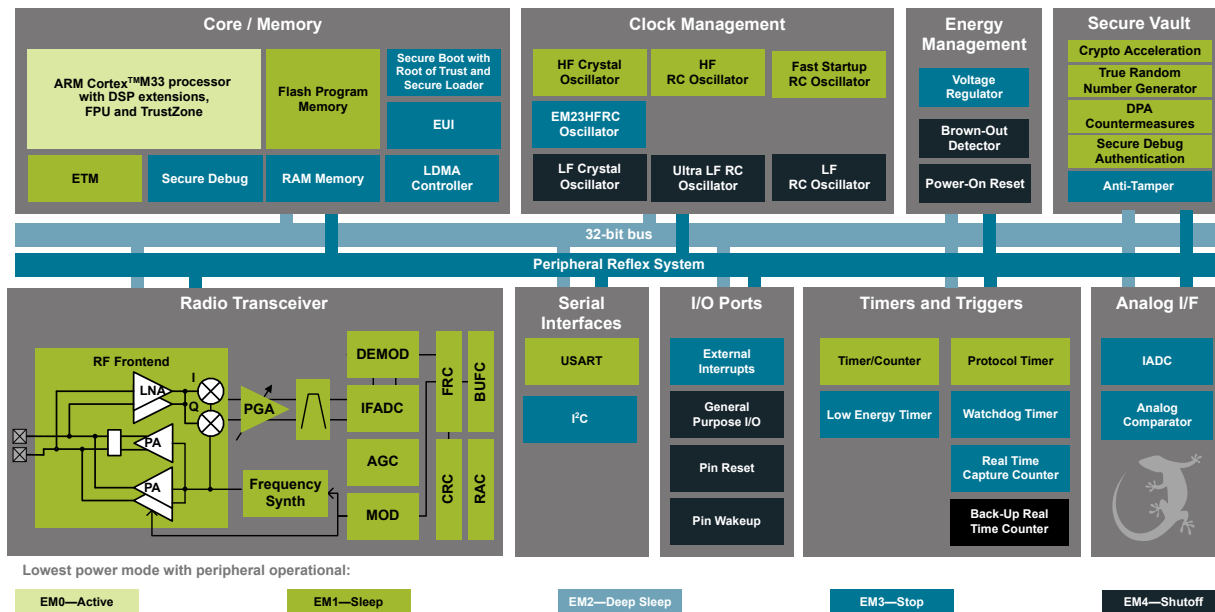 Core / Memory
ARM Cortex™M33 processor
with DSP extensions,
FPU and TrustZone
Flash Program
Memory
Secure Boot with
Root of Trust and
Secure Loader
EUI
ETM
Secure Debug
RAM Memory
LDMA
Controller
Clock Management
HF Crystal
Oscillator
HF
RC Oscillator
Fast Startup
RC Oscillator
EM23HFRC
Oscillator
LF Crystal
Oscillator
Ultra LF RC
Oscillator
LF
RC Oscillator
Energy
Management
Voltage
Regulator
Brown-Out
Detector
Power-On Reset
Secure Vault
Crypto Acceleration
True Random
Number Generator
DPA
Countermeasures
Secure Debug
Authentication
Anti-Tamper
32-bit bus
Peripheral Reflex System
Radio Transceiver
RF Frontend
LNA
I
Q
PA
PA
PGA
Frequency
Synth
DEMOD
IFADC
AGC
MOD
FRC
BUFC
CRC
RAC
Serial
Interfaces
USART
I²C
I/O Ports
External
Interrupts
General
Purpose I/O
Pin Reset
Pin Wakeup
Timers and Triggers
Timer/Counter
Protocol Timer
Low Energy Timer
Watchdog Timer
Real Time
Capture Counter
Back-Up Real
Time Counter
Analog I/F
IADC
Analog
Comparator
Lowest power mode with peripheral operational:
EM0—Active
EM1—Sleep
EM2—Deep Sleep
EM3—Stop
EM4—Shutoff